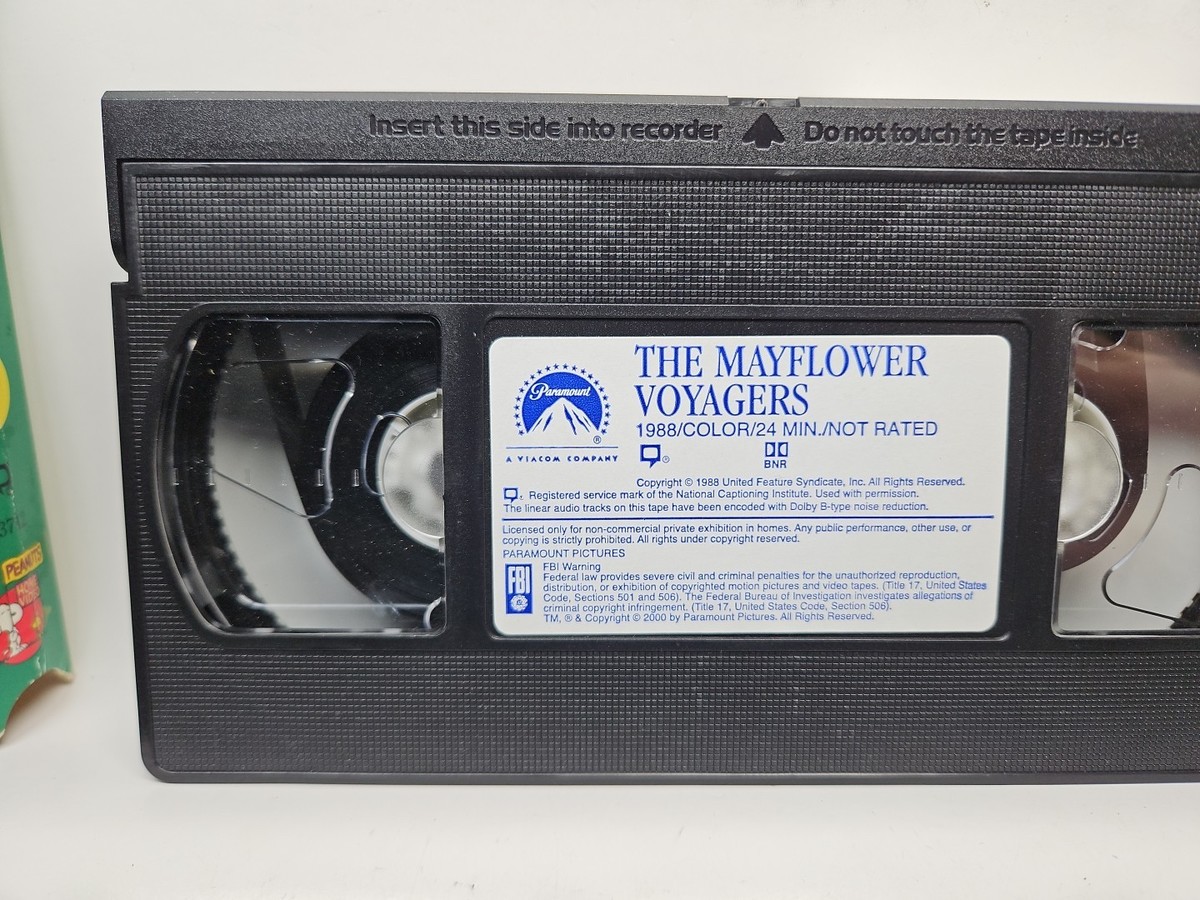 Insert this side into recorder Do not touch the tape inside
THE MAYFLOWER
VOYAGERS
1988/COLOR/24 MIN./NOT RATED
Paramount
®
A VIACOM COMPANY
BNR
Copyright © 1988 United Feature Syndicate, Inc. All Rights Reserved.
Registered service mark of the National Captioning Institute. Used with permission.
The linear audio tracks on this tape have been encoded with Dolby B-type noise reduction.
Licensed only for non-commercial private exhibition in homes. Any public performance, other use, or
copying is strictly prohibited. All rights under copyright reserved.
PARAMOUNT PICTURES
FBI
FBI Warning
Federal law provides severe civil and criminal penalties for the unauthorized reproduction,
distribution, or exhibition of copyrighted motion pictures and video tapes. (Title 17, United States
Code, Sections 501 and 506). The Federal Bureau of Investigation investigates allegations of
criminal copyright infringement. (Title 17, United States Code, Section 506).
TM, ® & Copyright © 2000 by Paramount Pictures. All Rights Reserved.
PEANUTS